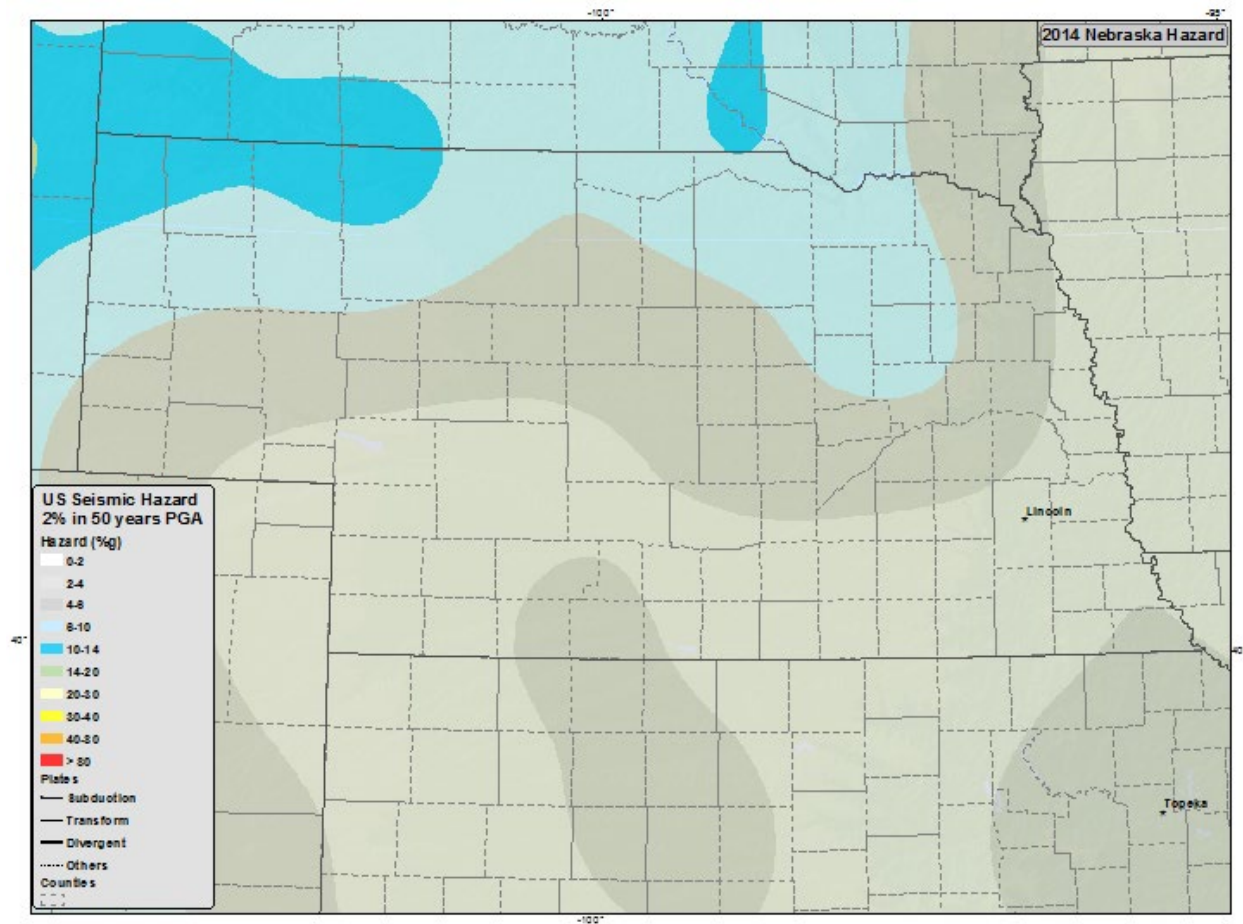 -100°
-95°
2014 Nebraska Hazard
Lincoln
US Seismic Hazard
2% in 50 years PGA
Hazard (%g)
0-2
2-4
4-6
6-10
10-14
14-20
20-30
30-40
40-80
> 80
Plates
Subduction
Transform
Divergent
Others
Counties
40°
40
Topeka
-100°